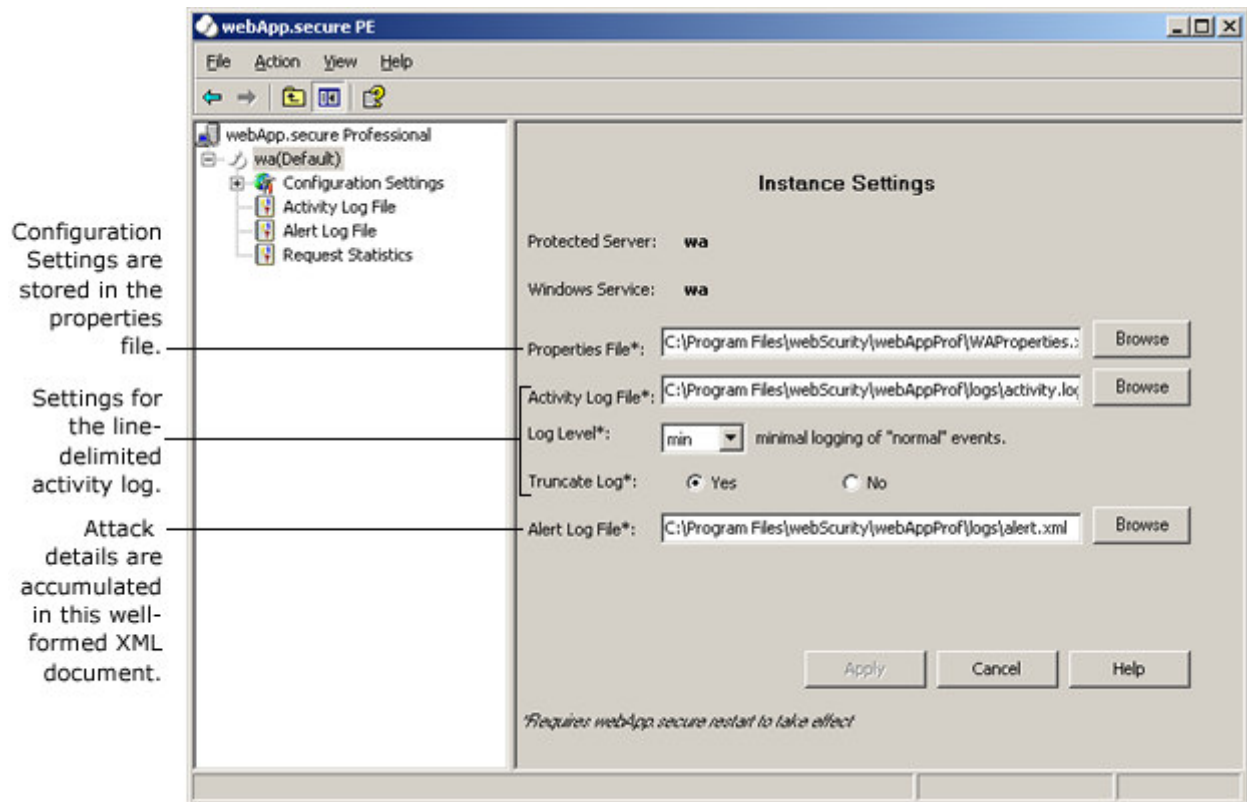 webApp.secure PE
File Action View Help
webApp.secure Professional
wa(Default)
Configuration Settings
Activity Log File
Alert Log File
Request Statistics
Configuration
Settings are
stored in the
properties
file.
Settings for
the line-
delimited
activity log.
Attack
details are
accumulated
in this well-
formed XML
document.
Instance Settings
Protected Server: wa
Windows Service: wa
Properties File*: C:\Program Files\webScurity\webAppProf\WAProperties. Browse
Activity Log File*: C:\Program Files\webScurity\webAppProf\logs\activity.lo Browse
Log Level*: min minimal logging of "normal" events.
Truncate Log*: Yes No
Alert Log File*: C:\Program Files\webScurity\webAppProf\logs\alert.xml Browse
Apply Cancel Help
*Requires webApp.secure restart to take effect